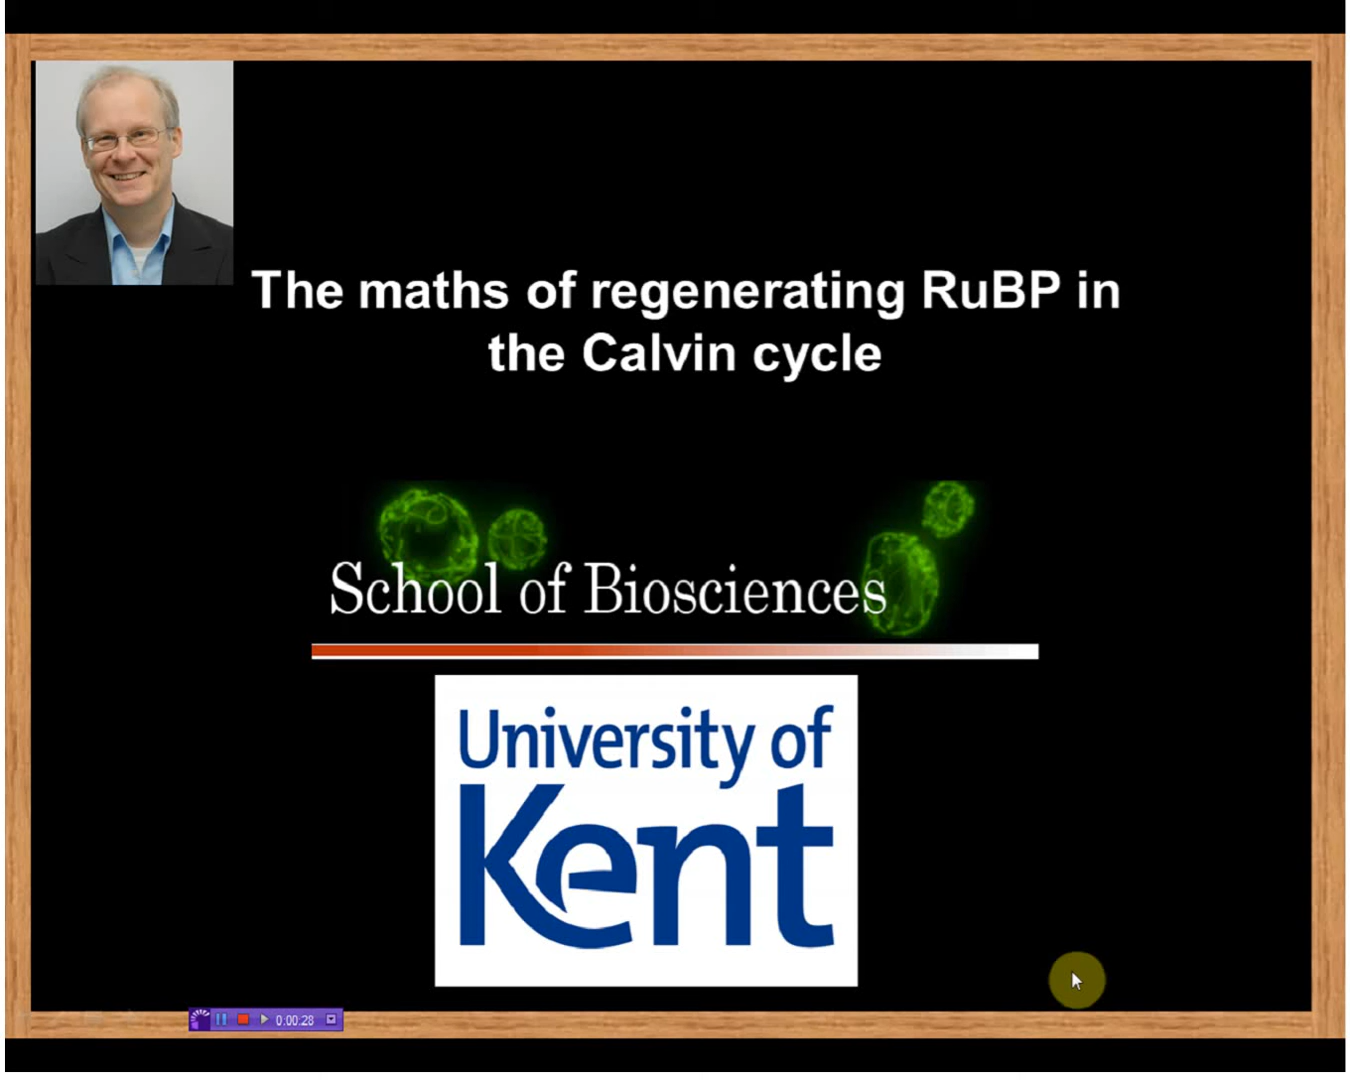 The maths of regenerating RuBP in
the Calvin cycle
School of Biosciences
University of
Kent
0:00:28